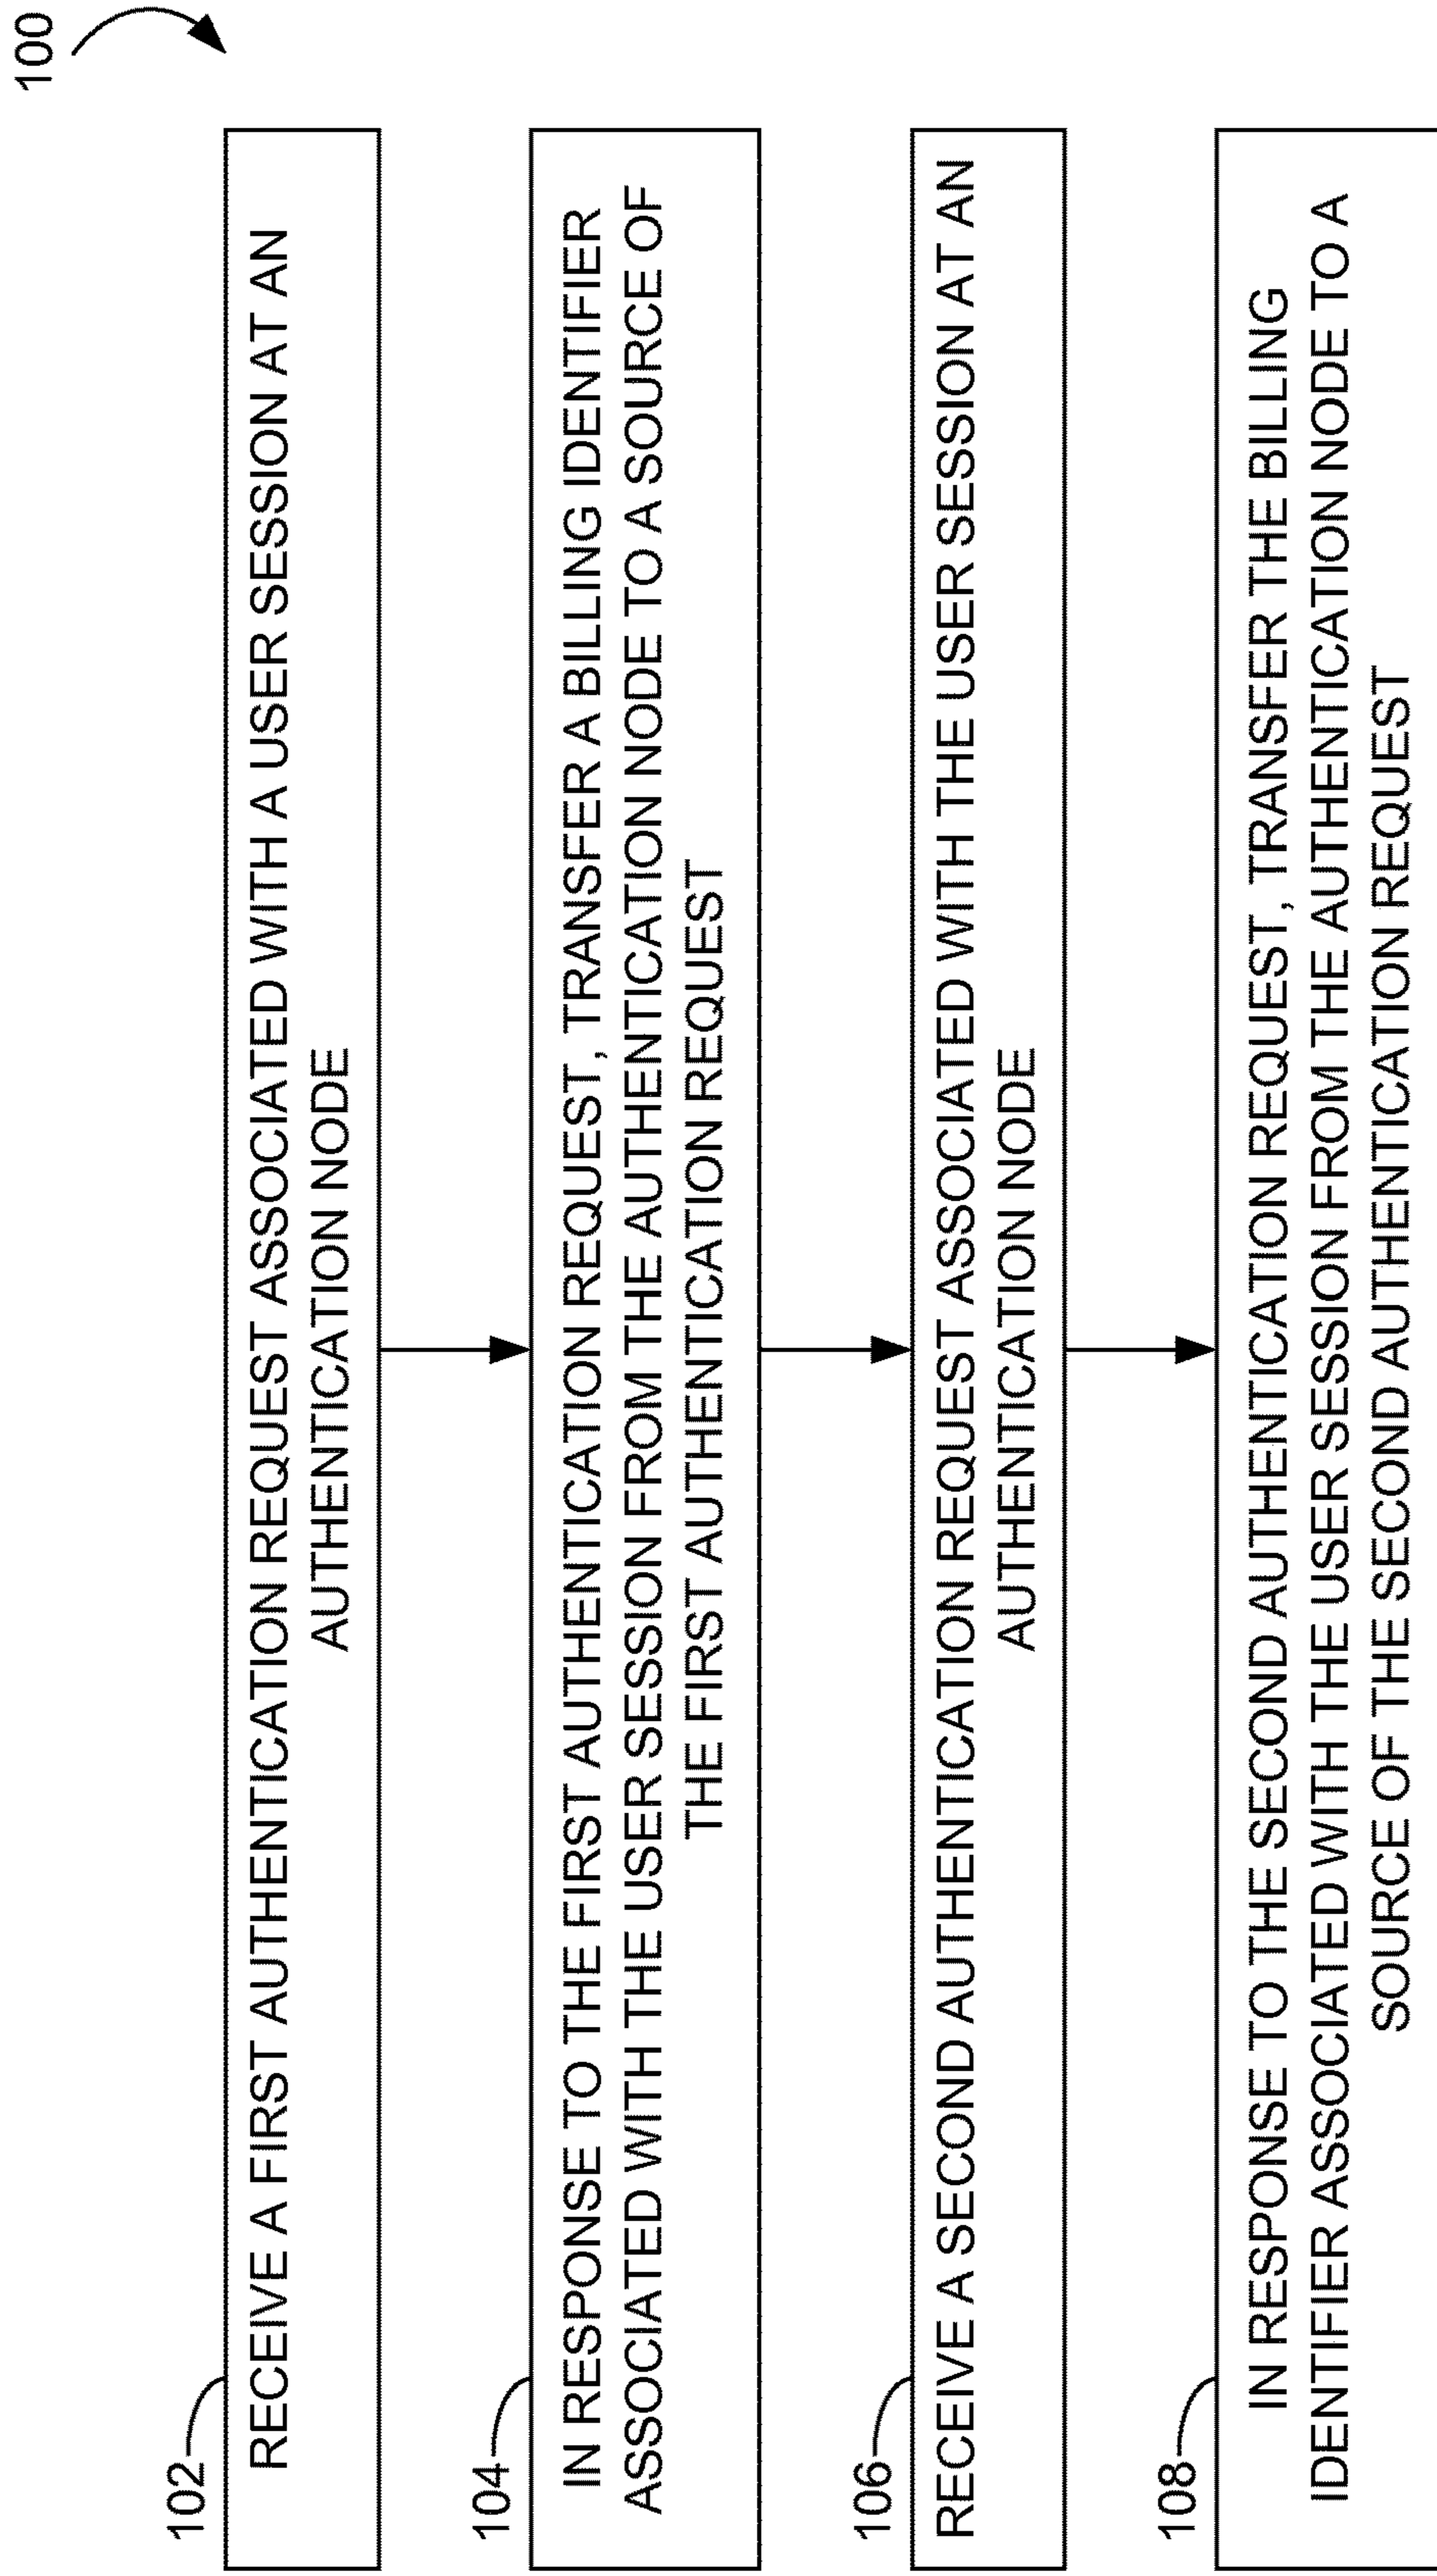 100
102
RECEIVE A FIRST AUTHENTICATION REQUEST ASSOCIATED WITH A USER SESSION AT AN
AUTHENTICATION NODE
104
IN RESPONSE TO THE FIRST AUTHENTICATION REQUEST, TRANSFER A BILLING IDENTIFIER
ASSOCIATED WITH THE USER SESSION FROM THE AUTHENTICATION NODE TO A SOURCE OF
THE FIRST AUTHENTICATION REQUEST
106
RECEIVE A SECOND AUTHENTICATION REQUEST ASSOCIATED WITH THE USER SESSION AT AN
AUTHENTICATION NODE
108
IN RESPONSE TO THE SECOND AUTHENTICATION REQUEST, TRANSFER THE BILLING
IDENTIFIER ASSOCIATED WITH THE USER SESSION FROM THE AUTHENTICATION NODE TO A
SOURCE OF THE SECOND AUTHENTICATION REQUEST